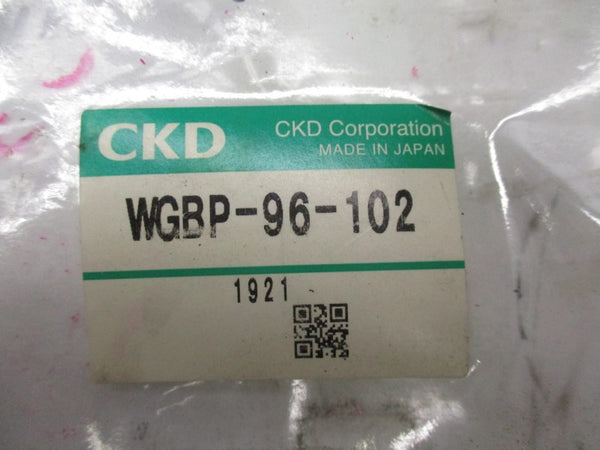 CKD
CKD Corporation
MADE IN JAPAN
WGBP-96-102
1921